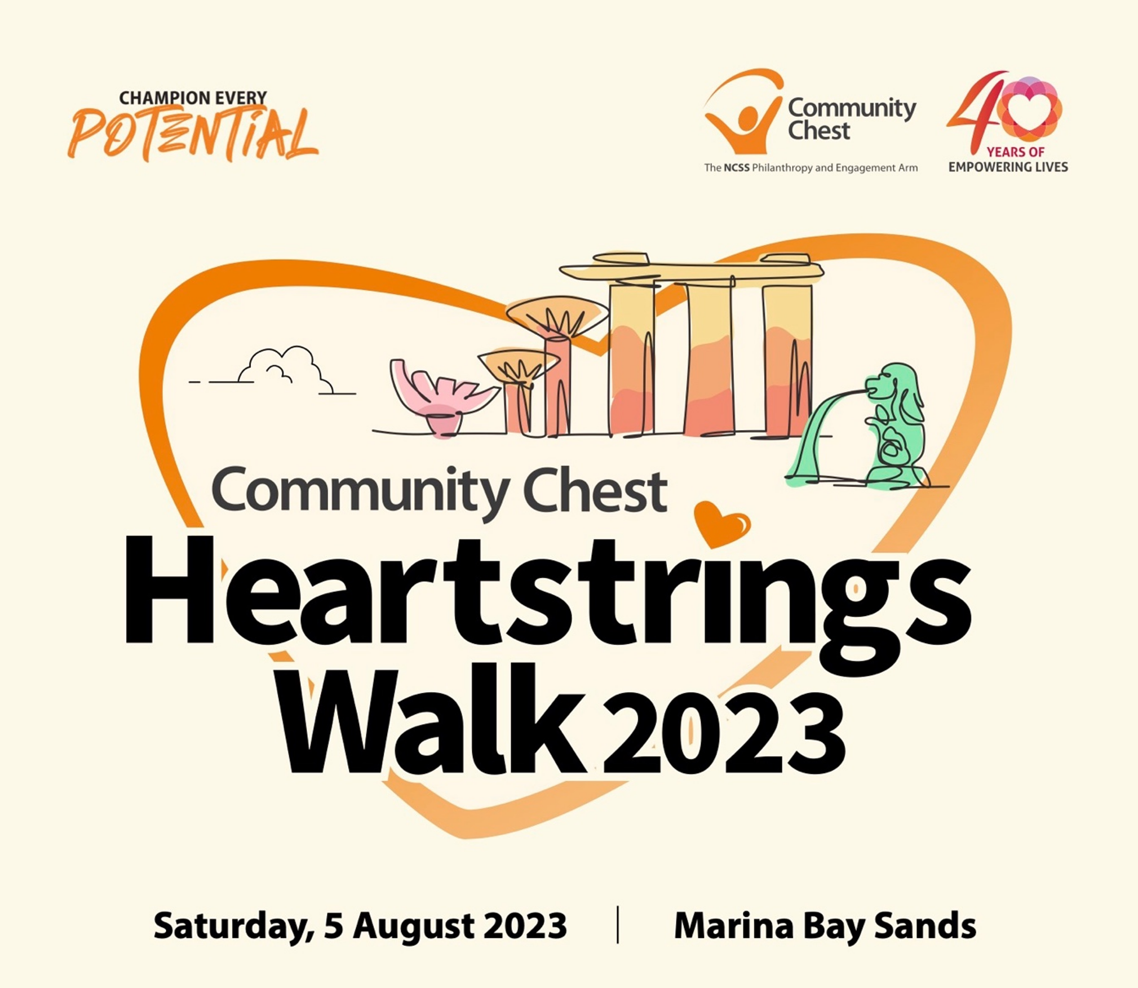 CHAMPION EVERY
POTENTIAL
Community
Chest
The NCSS Philanthropy and Engagement Arm
40
YEARS OF
EMPOWERING LIVES
Community Chest
Heartstrings
Walk 2023
Saturday, 5 August 2023 | Marina Bay Sands